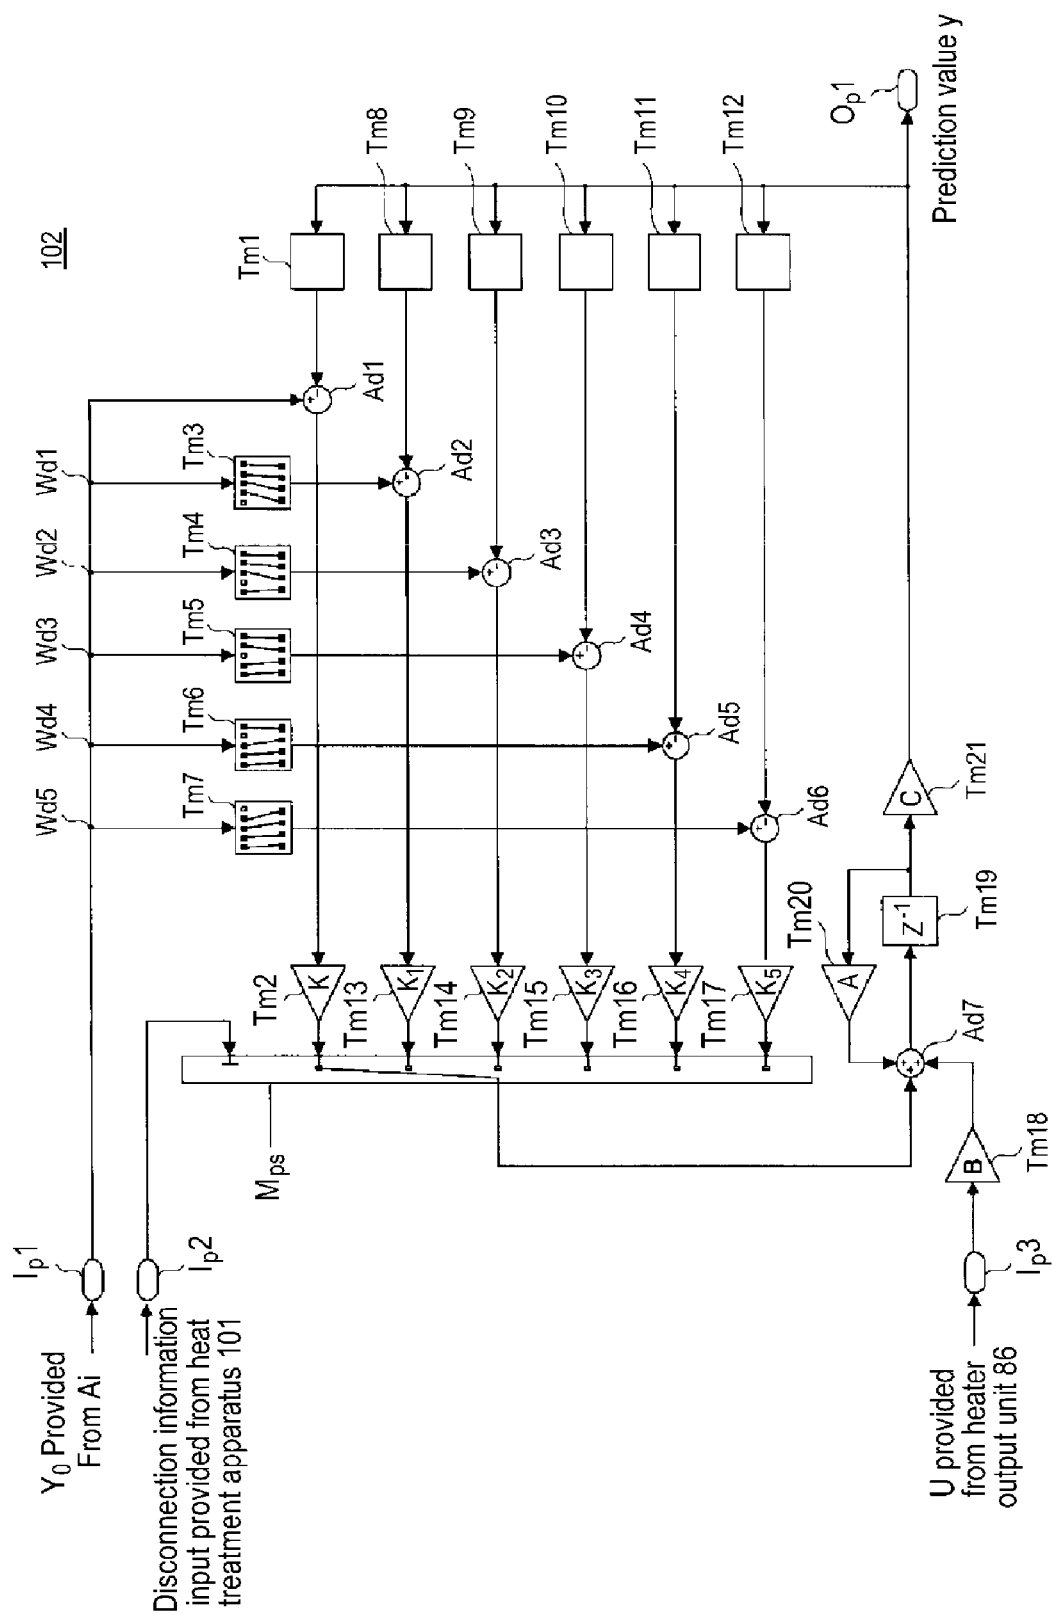 102
Y0 Provided
From Ai
Ip1
Wd5
Wd4
Wd3
Wd2
Wd1
Disconnection information
input provided from heat
treatment apparatus 101
Ip2
Tm7
Tm6
Tm5
Tm4
Tm3
Tm1
Mps
Tm2
K
+
-
Ad1
Tm13
K1
+
-
Ad2
Tm8
Tm14
K2
+
-
Ad3
Tm9
Tm15
K3
+
-
Ad4
Tm10
Tm16
K4
+
-
Ad5
Tm11
Tm17
K5
+
-
Ad6
Tm12
Tm20
A
Z-1
Tm19
C
Tm21
+
+
+
Ad7
Op1
Prediction value y
U provided
from heater
output unit 86
Ip3
B
Tm18